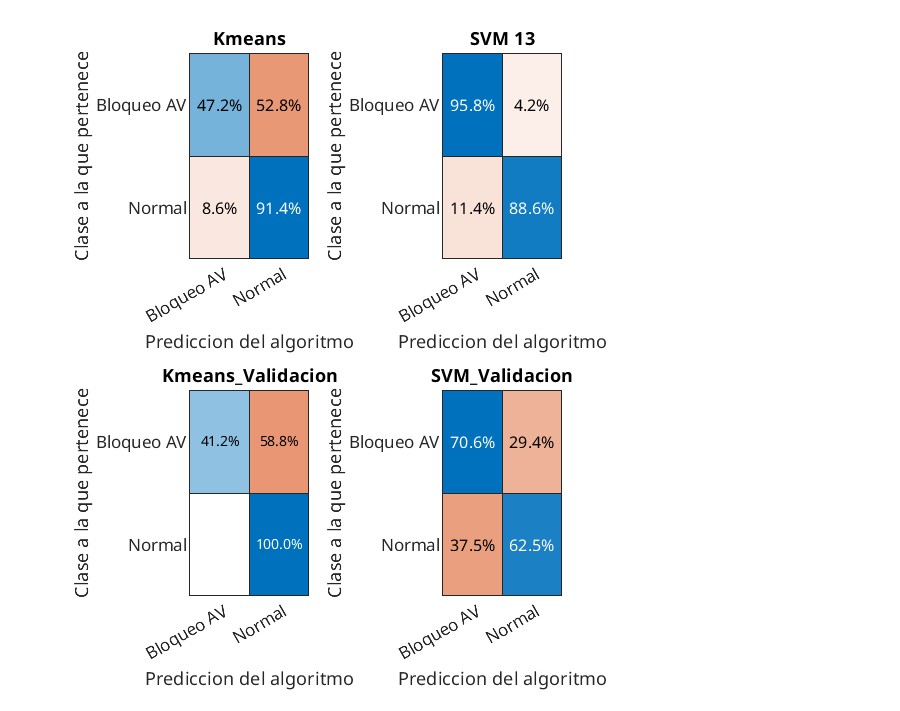 Kmeans
Clase a la que pertenece
Bloqueo AV 47.2% 52.8%
Normal 8.6% 91.4%
Bloqueo AV Normal
Prediccion del algoritmo
SVM 13
Clase a la que pertenece
Bloqueo AV 95.8% 4.2%
Normal 11.4% 88.6%
Bloqueo AV Normal
Prediccion del algoritmo
Kmeans_Validacion
Clase a la que pertenece
Bloqueo AV 41.2% 58.8%
Normal 100.0%
Bloqueo AV Normal
Prediccion del algoritmo
SVM_Validacion
Clase a la que pertenece
Bloqueo AV 70.6% 29.4%
Normal 37.5% 62.5%
Bloqueo AV Normal
Prediccion del algoritmo